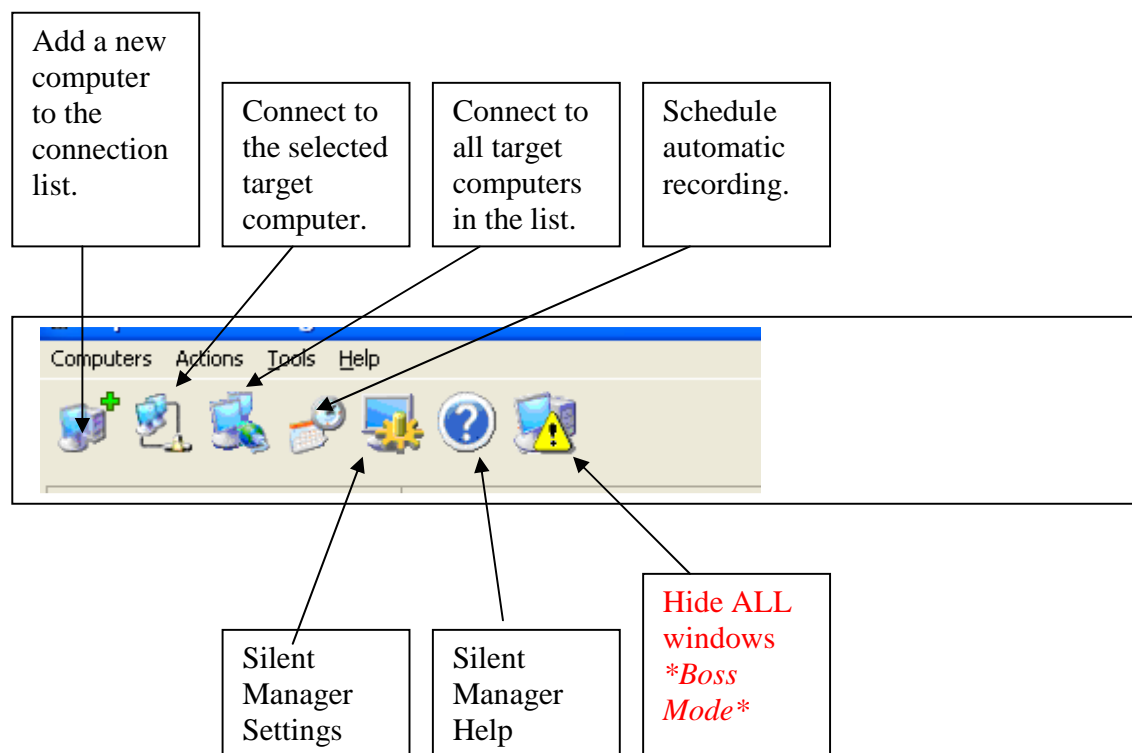 Add a new
computer
to the
connection
list.
Connect to
the selected
target
computer.
Connect to
all target
computers
in the list.
Schedule
automatic
recording.
Computers Actions Tools Help
Silent
Manager
Settings
Silent
Manager
Help
Hide ALL
windows
*Boss
Mode*